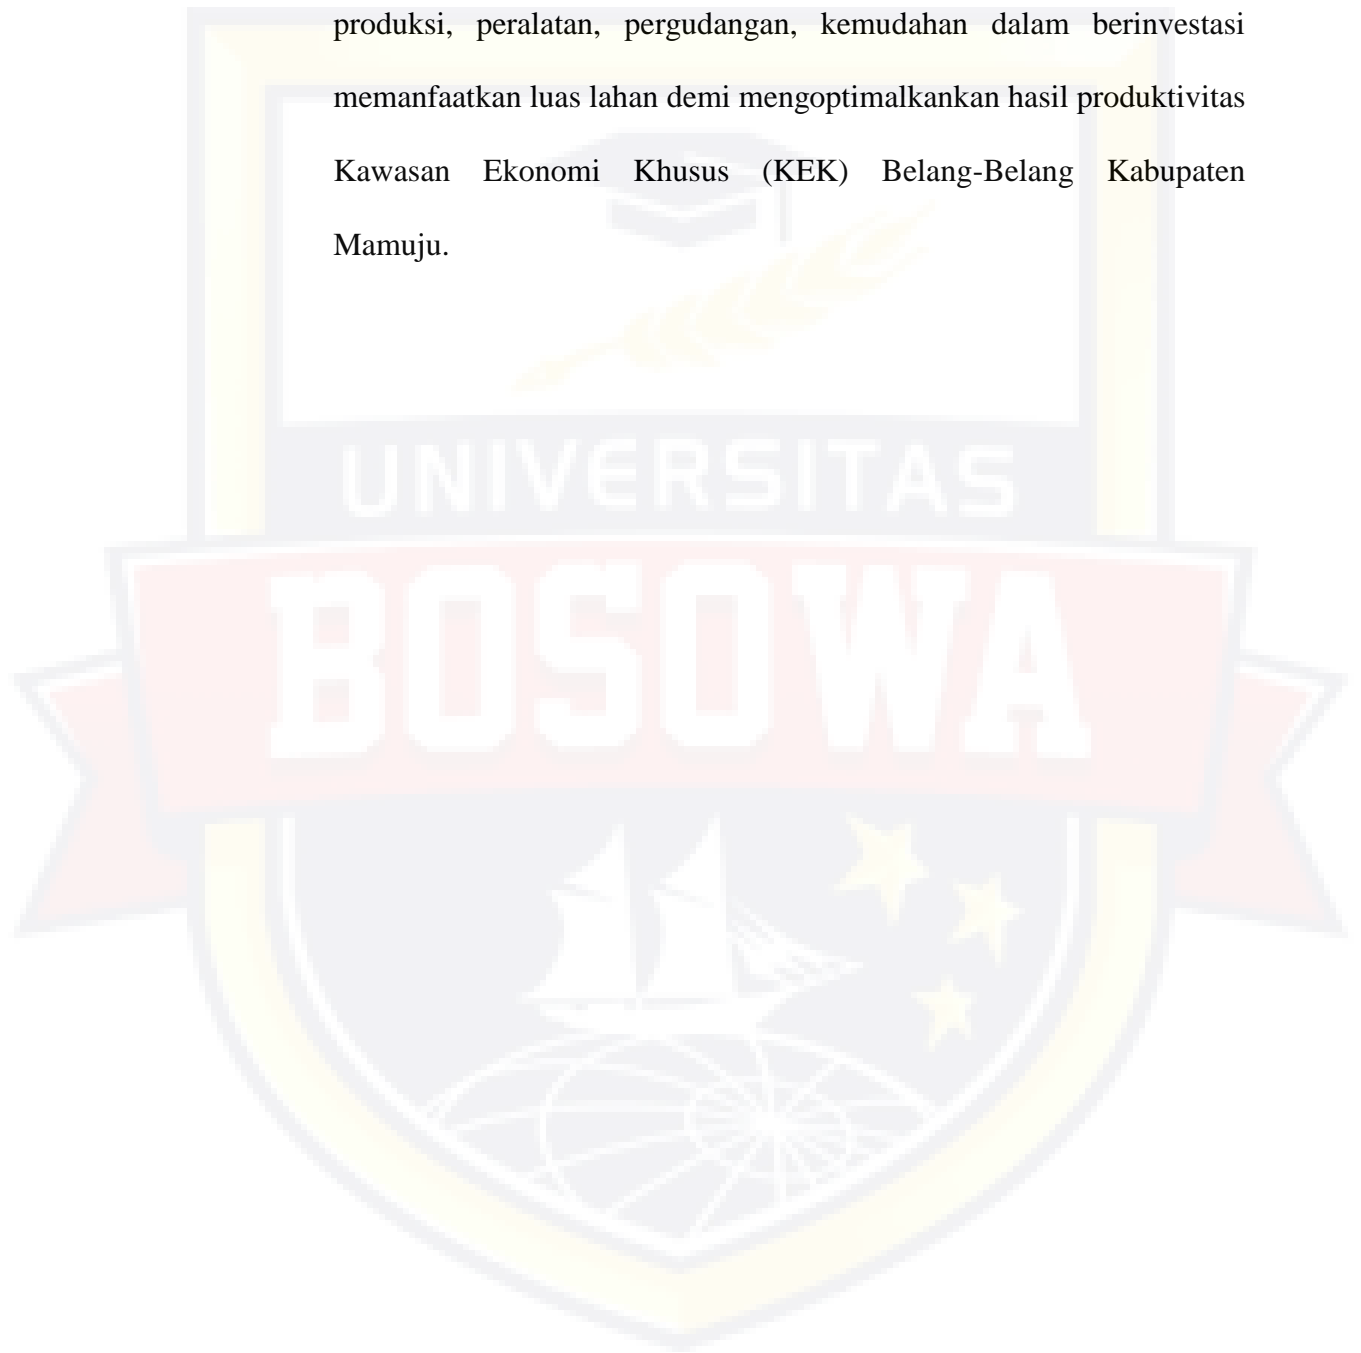 produksi, peralatan, pergudangan, kemudahan dalam berinvestasi
memanfaatkan luas lahan demi mengoptimalkankan hasil produktivitas
Kawasan Ekonomi Khusus (KEK) Belang-Belang Kabupaten
Mamuju.
UNIVERSITAS
BOSOWA